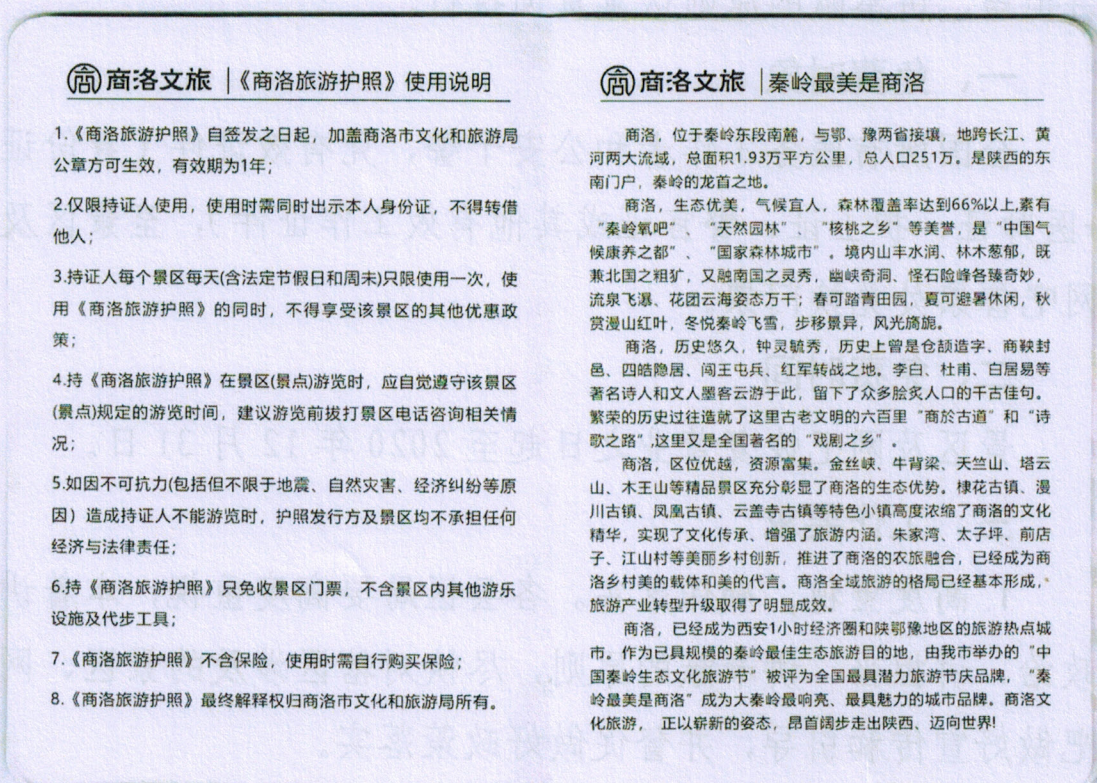 商洛文旅 《商洛旅游护照》使用说明
1.《商洛旅游护照》自签发之日起，加盖商洛市文化和旅游局
公章方可生效，有效期为1年；
2.仅限持证人使用，使用时需同时出示本人身份证，不得转借
他人；
3.持证人每个景区每天(含法定节假日和周未)只限使用一次，使
用《商洛旅游护照》的同时，不得享受该景区的其他优惠政
策；
4.持《商洛旅游护照》在景区(景点)游览时，应自觉遵守该景区
(景点)规定的游览时间，建议游览前拔打景区电话咨询相关情
况；
5.如因不可抗力(包括但不限于地震、自然灾害、经济纠纷等原
因）造成持证人不能游览时，护照发行方及景区均不承担任何
经济与法律责任；
6.持《商洛旅游护照》只免收景区门票，不含景区内其他游乐
设施及代步工具；
7.《商洛旅游护照》不含保险，使用时需自行购买保险；
8.《商洛旅游护照》最终解释权归商洛市文化和旅游局所有。
商洛文旅 秦岭最美是商洛
商洛，位于秦岭东段南麓，与鄂、豫两省接壤，地跨长江、黄
河两大流域，总面积1.93万平方公里，总人口251万。是陕西的东
南门户，秦岭的龙首之地。
商洛，生态优美，气候宜人，森林覆盖率达到66%以上,素有
“秦岭氧吧” “天然园林” “核桃之乡”等美誉，是“中国气
候康养之都”、“国家森林城市”。境内山丰水润、林木葱郁，既
兼北国之粗犷，又融南国之灵秀，幽峡奇洞、怪石险峰各臻奇妙，
流泉飞瀑、花团云海姿态万千；春可踏青田园，夏可避暑休闲，秋
赏漫山红叶，冬悦秦岭飞雪，步移景异，风光旖旎。
商洛，历史悠久，钟灵毓秀，历史上曾是仓颉造字、商鞅封
邑、四皓隐居、闯王屯兵、红军转战之地。李白、杜甫、白居易等
著名诗人和文人墨客云游于此，留下了众多脍炙人口的千古佳句。
繁荣的历史过往造就了这里古老文明的六百里“商於古道”和“诗
歌之路”,这里又是全国著名的“戏剧之乡”。
商洛，区位优越，资源富集。金丝峡、牛背梁、天竺山、塔云
山、木王山等精品景区充分彰显了商洛的生态优势。棣花古镇、漫
川古镇、凤凰古镇、云盖寺古镇等特色小镇高度浓缩了商洛的文化
精华，实现了文化传承、增强了旅游内涵。朱家湾、太子坪、前店
子、江山村等美丽乡村创新，推进了商洛的农旅融合，已经成为商
洛乡村美的载体和美的代言。商洛全域旅游的格局已经基本形成，
旅游产业转型升级取得了明显成效。
商洛，已经成为西安1小时经济圈和陕鄂豫地区的旅游热点城
市。作为已具规模的秦岭最佳生态旅游目的地，由我市举办的“中
国秦岭生态文化旅游节”被评为全国最具潜力旅游节庆品牌，“秦
岭最美是商洛”成为大秦岭最响亮、最具魅力的城市品牌。商洛文
化旅游，正以崭新的姿态，昂首阔步走出陕西、迈向世界!